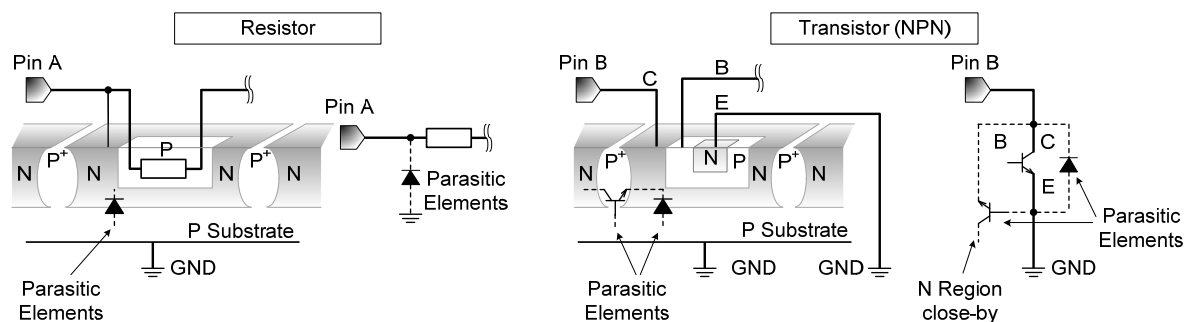 Resistor
Pin A
N
P+
N
P
N
P+
N
P Substrate
GND
Parasitic
Elements
Pin A
Parasitic
Elements
Transistor (NPN)
Pin B
C
B
E
N
P+
N
N
P
N
P+
N
P Substrate
GND
GND
Parasitic
Elements
Pin B
B
C
E
Parasitic
Elements
GND
N Region
close-by